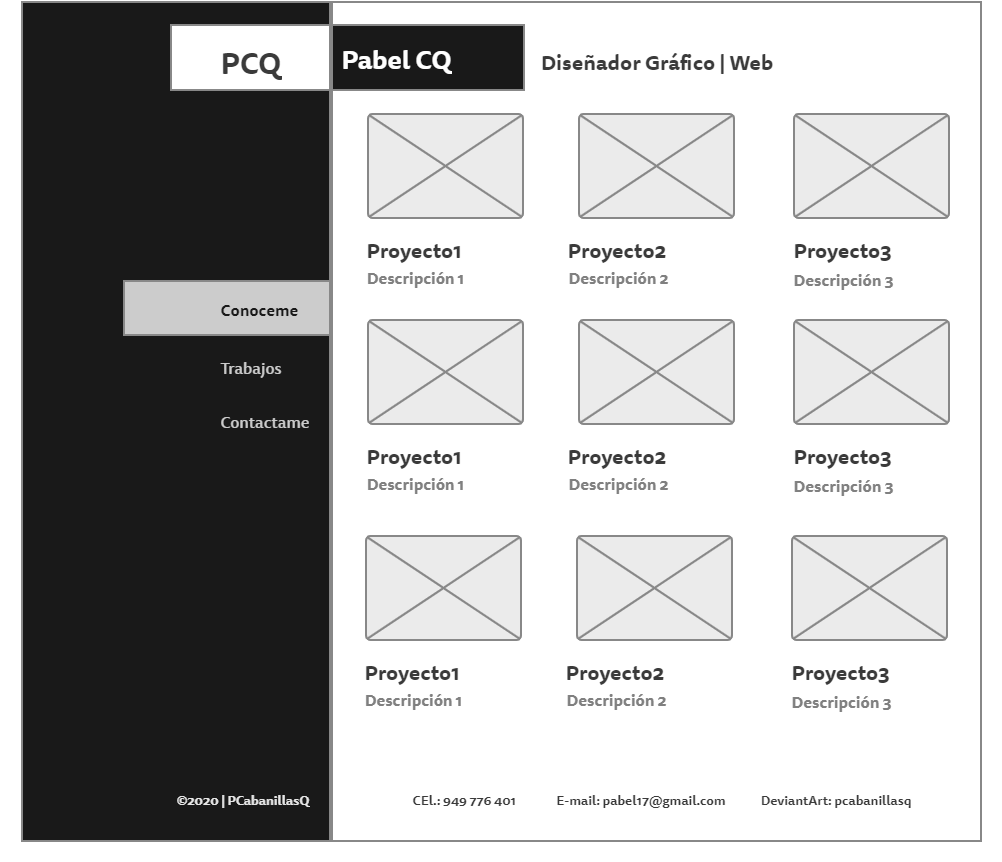 PCQ
Pabel CQ
Diseñador Gráfico | Web
Conoceme
Trabajos
Contactame
Proyecto1
Proyecto2
Proyecto3
Descripción 1
Descripción 2
Descripción 3
Proyecto1
Proyecto2
Proyecto3
Descripción 1
Descripción 2
Descripción 3
Proyecto1
Proyecto2
Proyecto3
Descripción 1
Descripción 2
Descripción 3
©2020 | PCabanillasQ
CEl.: 949 776 401
E-mail: pabel17@gmail.com
DeviantArt: pcabanillasq